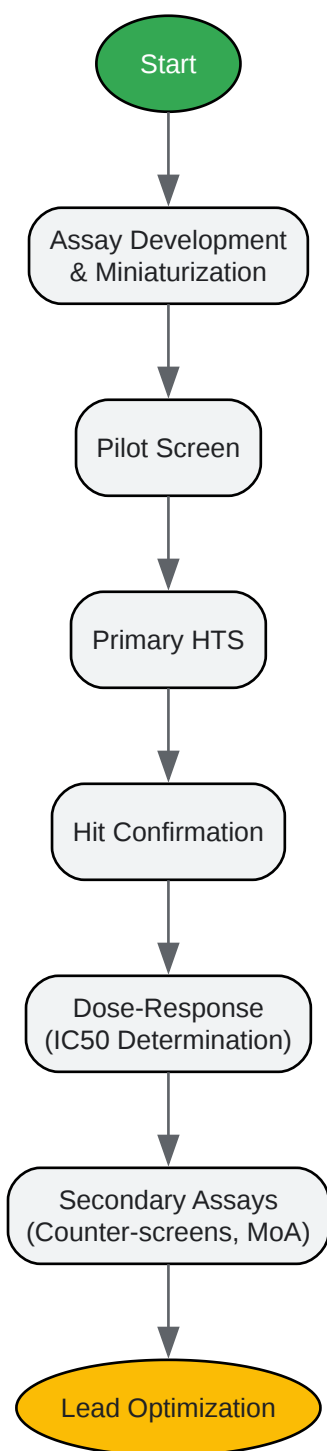 Start
Assay Development
& Miniaturization
Pilot Screen
Primary HTS
Hit Confirmation
Dose-Response
(IC50 Determination)
Secondary Assays
(Counter-screens, MoA)
Lead Optimization